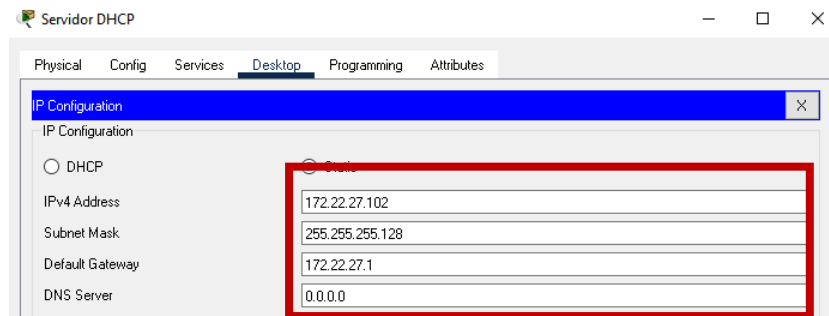 Servidor DHCP
Physical Config Services Desktop Programming Attributes
IP Configuration X
IP Configuration
DHCP Static
IPv4 Address 172.22.27.102
Subnet Mask 255.255.255.128
Default Gateway 172.22.27.1
DNS Server 0.0.0.0